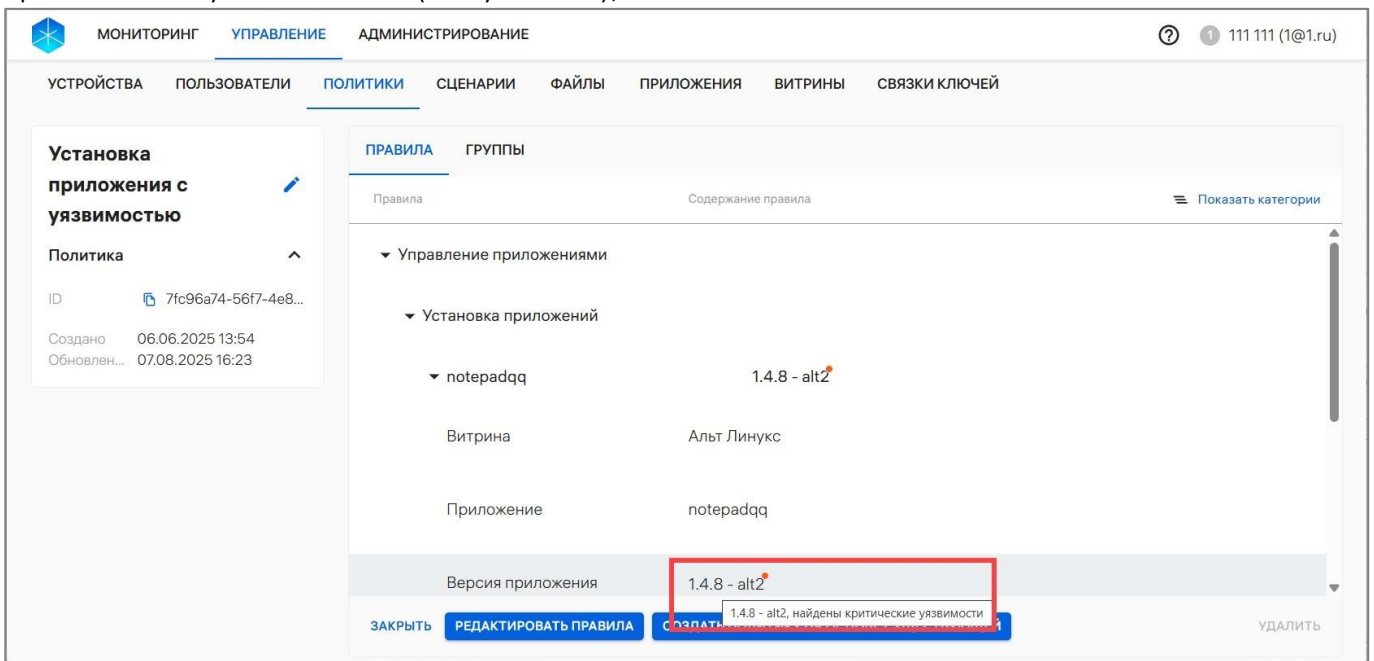 МОНИТОРИНГ УПРАВЛЕНИЕ АДМИНИСТРИРОВАНИЕ 1 111 111 (1@1.ru)
УСТРОЙСТВА ПОЛЬЗОВАТЕЛИ ПОЛИТИКИ СЦЕНАРИИ ФАЙЛЫ ПРИЛОЖЕНИЯ ВИТРИНЫ СВЯЗКИ КЛЮЧЕЙ
Установка
приложения с
уязвимостью
Политика
ID 7fc96a74-56f7-4e8...
Создано 06.06.2025 13:54
Обновлен... 07.08.2025 16:23
ПРАВИЛА ГРУППЫ
Правила Содержание правила Показать категории
Управление приложениями
Установка приложений
notepadqq 1.4.8 - alt2
Витрина Альт Линукс
Приложение notepadqq
Версия приложения 1.4.8 - alt2
1.4.8 - alt2, найдены критические уязвимости
ЗАКРЫТЬ РЕДАКТИРОВАТЬ ПРАВИЛА УДАЛИТЬ